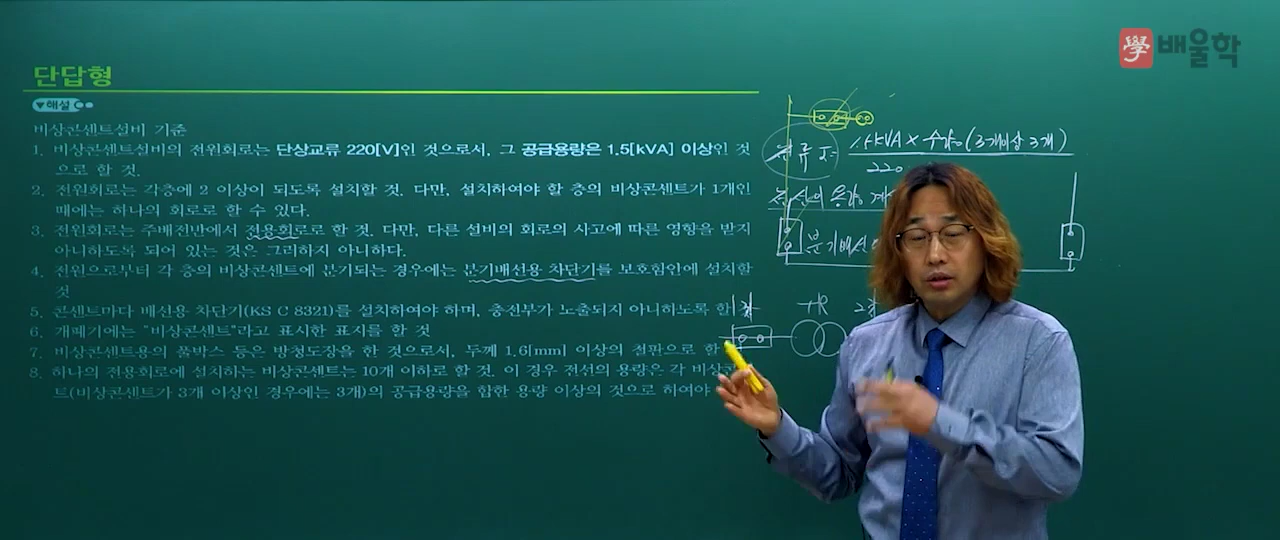 學 배울학
단답형
▼해설
비상콘센트설비 기준
1. 비상콘센트설비의 전원회로는 단상교류 220[V]인 것으로서, 그 공급용량은 1.5[kVA] 이상인 것
으로 할 것.
2. 전원회로는 각층에 2 이상이 되도록 설치할 것. 다만, 설치하여야 할 층의 비상콘센트가 1개인
때에는 하나의 회로로 할 수 있다.
3. 전원회로는 주배전반에서 전용회로로 할 것. 다만, 다른 설비의 회로의 사고에 따른 영향을 받지
아니하도록 되어 있는 것은 그러하지 아니하다.
4. 전원으로부터 각 층의 비상콘센트에 분기되는 경우에는 분기배선용 차단기를 보호함안에 설치할
것
5. 콘센트마다 배선용 차단기(KS C 8321)를 설치하여야 하며, 충전부가 노출되지 아니하도록 할
6. 개폐기에는 "비상콘센트"라고 표시한 표지를 할 것
7. 비상콘센트용의 풀박스 등은 방청도장을 한 것으로서, 두께 1.6[mm] 이상의 철판으로 할
8. 하나의 전용회로에 설치하는 비상콘센트는 10개 이하로 할 것. 이 경우 전선의 용량은 각 비상콘
트(비상콘센트가 3개 이상인 경우에는 3개)의 공급용량을 합한 용량 이상의 것으로 하여야
전류 I = kVA × 수량 (3개이상 3개)
220
전선의 용량
분기배선
1차 TR 2차